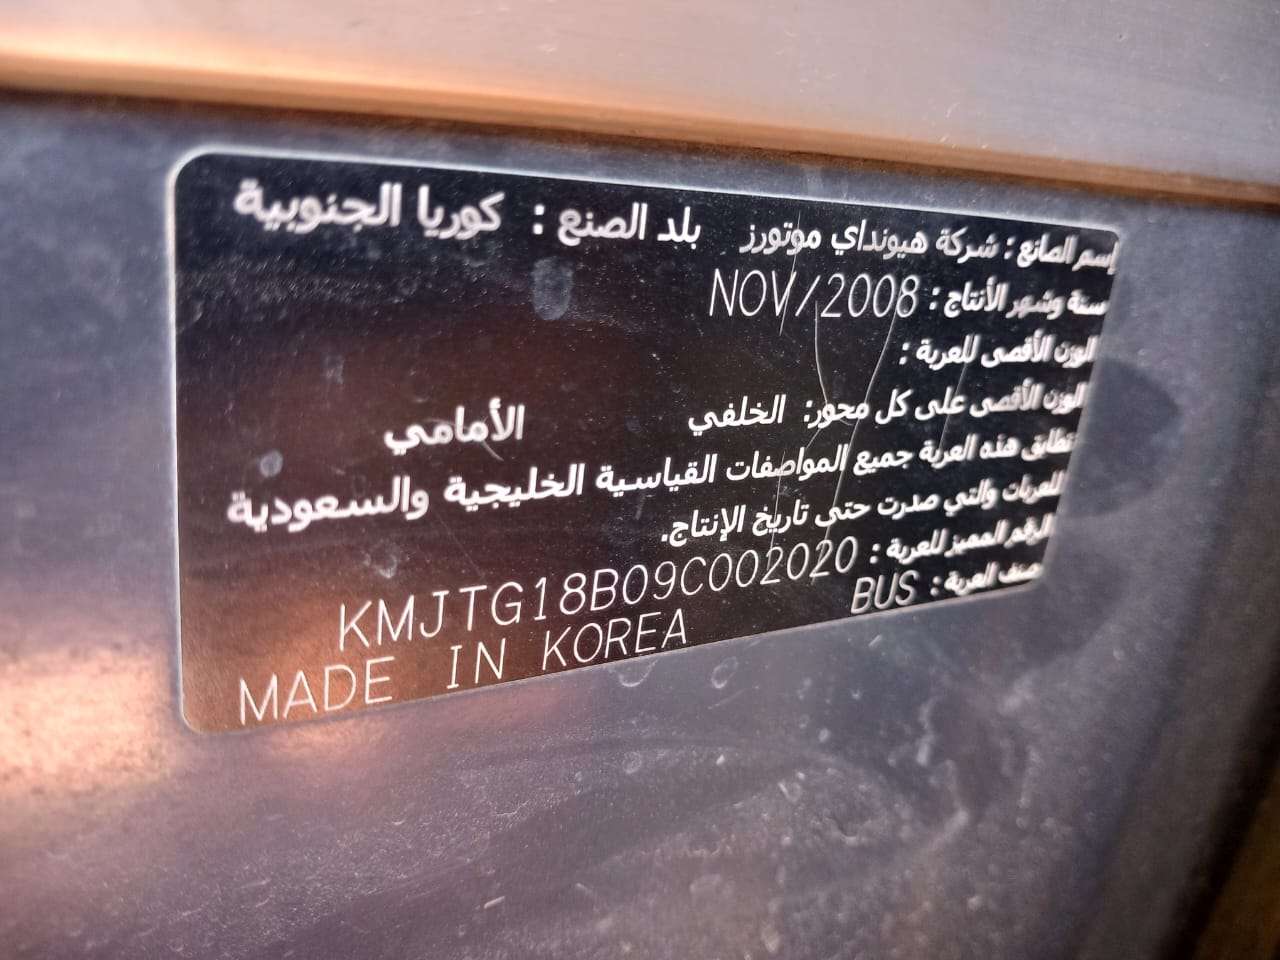 إسم الصانع : شركة هيونداي موتورز بلد الصنع : كوريا الجنوبية
سنة وشهر الأنتاج : NOV/2008
الوزن الأقصى للعربة :
الوزن الأقصى على كل محور: الخلفي الأمامي
تتطابق هذه العربة جميع المواصفات القياسية الخليجية والسعودية
للعربات والتي صدرت حتى تاريخ الإنتاج.
الرقم المميز للعربة : KMJTG18B09C002020
صنف العربة : BUS MADE IN KOREA